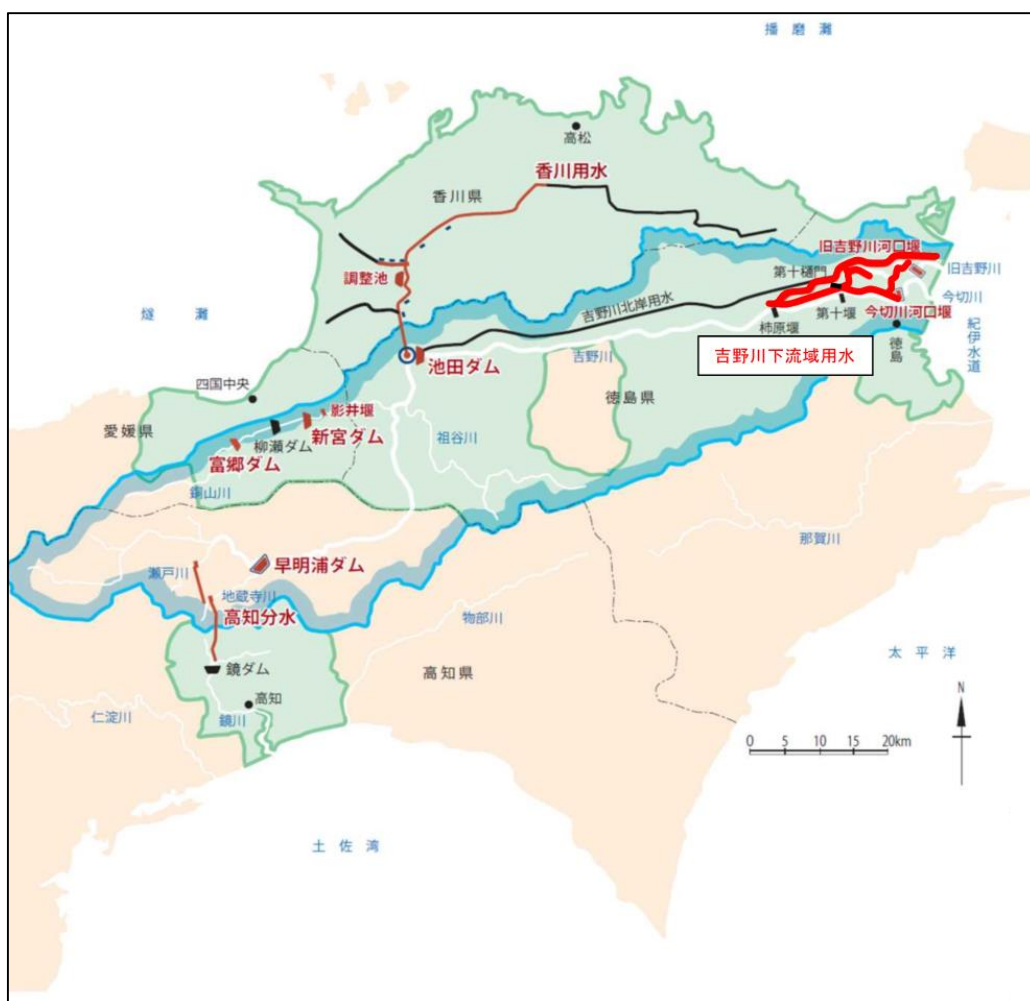 播磨灘
高松
香川用水
香川県
旧吉野川河口堰
調整池
第十樋門
旧吉野川
吉野川北岸用水
今切川
燧灘
第十堰
今切川河口堰
柿原堰
紀伊水道
池田ダム
吉野川
吉野川下流域用水
徳島
四国中央
徳島県
影井堰
愛媛県
新宮ダム
祖谷川
柳瀬ダム
富郷ダム
銅山川
那賀川
早明浦ダム
瀬戸川
地蔵寺川
高知分水
物部川
太平洋
鏡ダム
高知県
高知
N
仁淀川
鏡川
0 5 10 15 20km
土佐湾